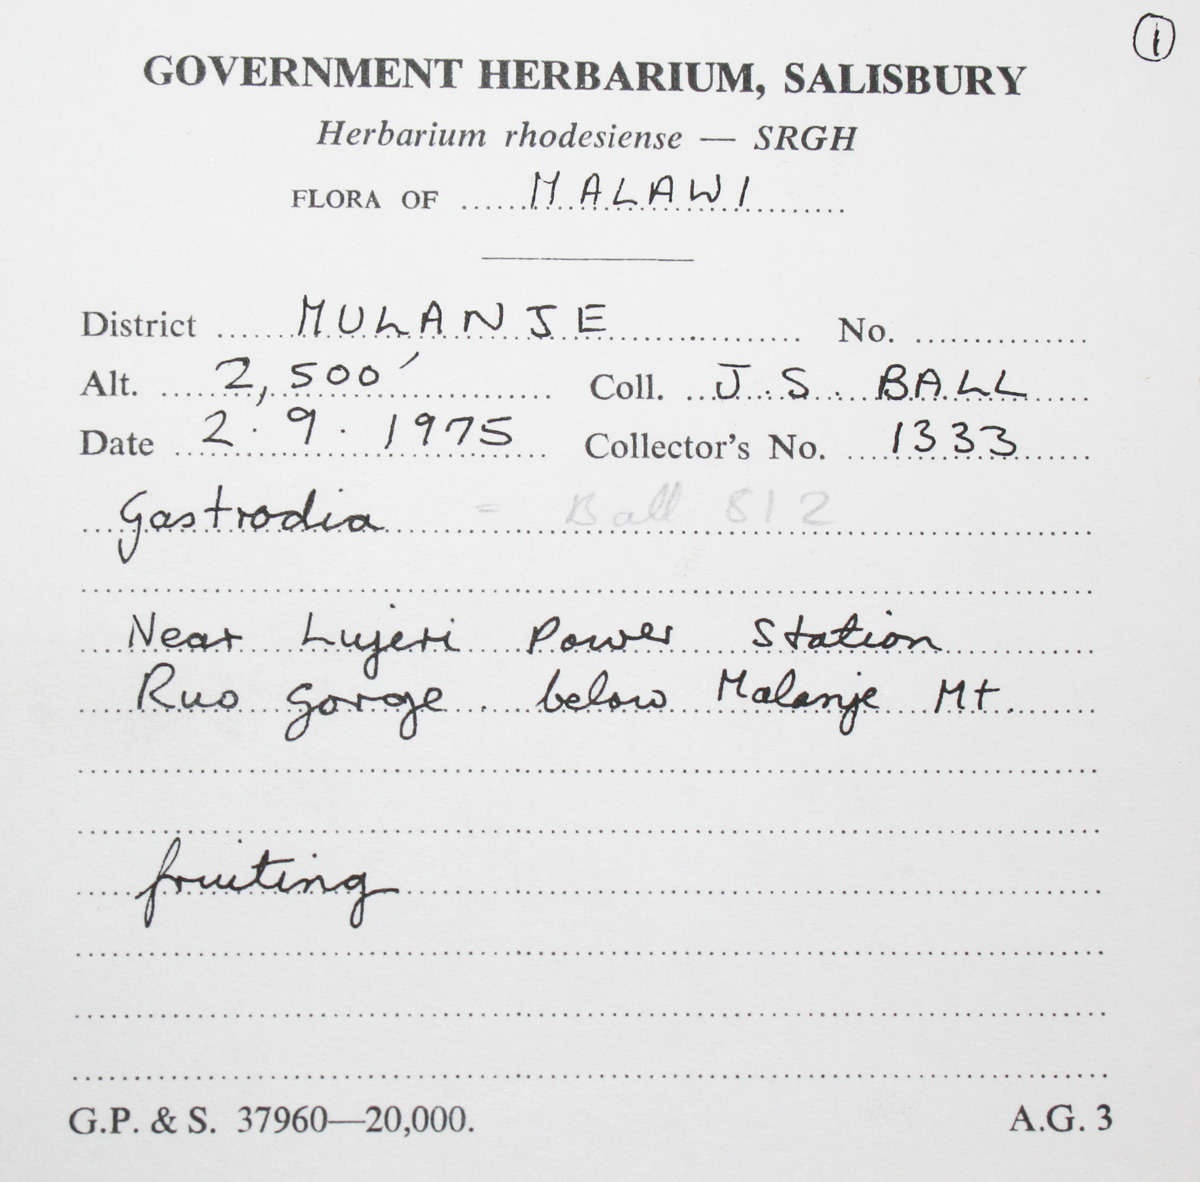 1
GOVERNMENT HERBARIUM, SALISBURY
Herbarium rhodesiense — SRGH
FLORA OF MALAWI
District MULANJE No.
Alt. 2,500' Coll. J.S. BALL
Date 2.9.1975 Collector's No. 1333
Gastrodia = Ball 812
Near Lujeri Power Station
Ruo gorge. below Malanje Mt.
fruiting
G.P. & S. 37960—20,000. A.G. 3